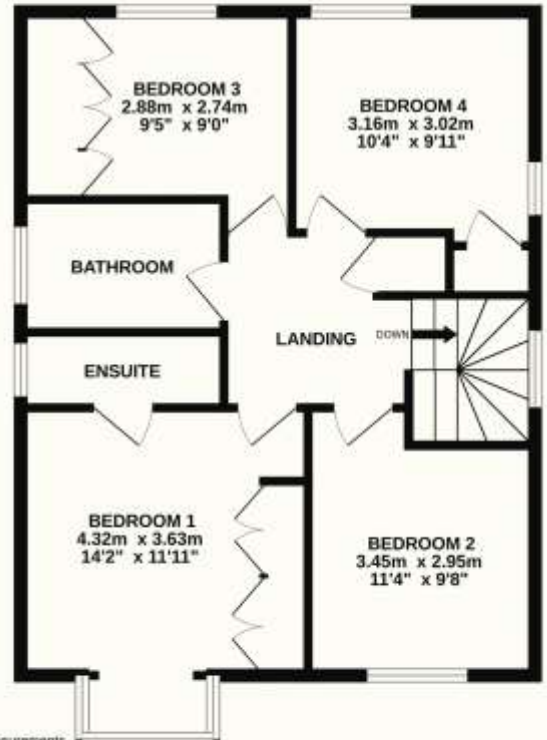 BEDROOM 3
2.88m x 2.74m
9'5" x 9'0"
BEDROOM 4
3.16m x 3.02m
10'4" x 9'11"
BATHROOM
LANDING
DOWN
ENSUITE
BEDROOM 1
4.32m x 3.63m
14'2" x 11'11"
BEDROOM 2
3.45m x 2.95m
11'4" x 9'8"